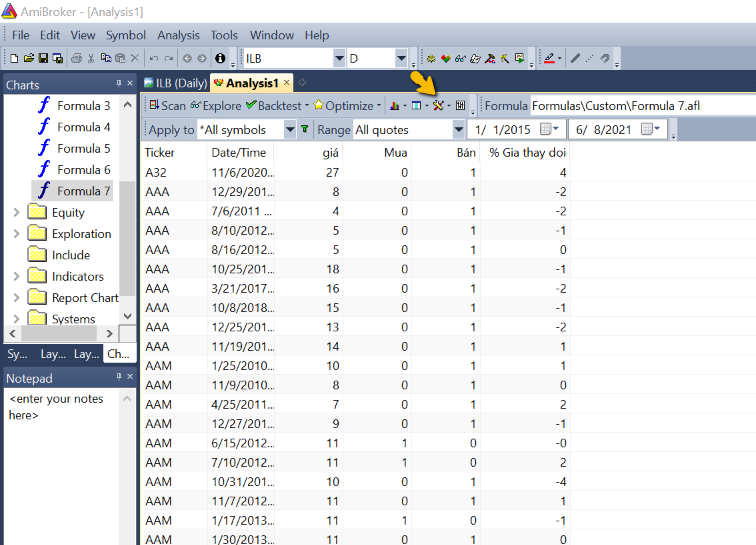 AmiBroker - [Analysis1]
File Edit View Symbol Analysis Tools Window Help
ILB D
Charts
ILB (Daily) Analysis1
Formula 3
Formula 4
Formula 5
Formula 6
Formula 7
Equity
Exploration
Include
Indicators
Report Chart
Systems
Sy... Lay... Lay... Ch...
Notepad
<enter your notes
here>
Scan Explore Backtest Optimize Formula Formulas\Custom\Formula 7.afl
Apply to *All symbols Range All quotes 1/ 1/2015 6/ 8/2021
Ticker Date/Time giá Mua Bán % Gia thay doi
A32 11/6/2020... 27 0 1 4
AAA 12/29/201... 8 0 1 -2
AAA 7/6/2011 ... 4 0 1 -2
AAA 8/10/2012... 5 0 1 -1
AAA 8/16/2012... 5 0 1 0
AAA 10/25/201... 18 0 1 -1
AAA 3/21/2017... 16 0 1 -2
AAA 10/8/2018... 15 0 1 -1
AAA 12/25/201... 13 0 1 -2
AAA 11/19/201... 14 0 1 1
AAM 1/25/2010... 10 0 1 1
AAM 11/9/2010... 8 0 1 0
AAM 4/25/2011... 7 0 1 2
AAM 12/27/201... 9 0 1 -1
AAM 6/15/2012... 11 1 0 -0
AAM 7/10/2012... 11 1 0 2
AAM 10/31/201... 10 0 1 -4
AAM 11/7/2012... 11 0 1 1
AAM 1/17/2013... 11 1 0 -1
AAM 1/30/2013... 11 0 1 0